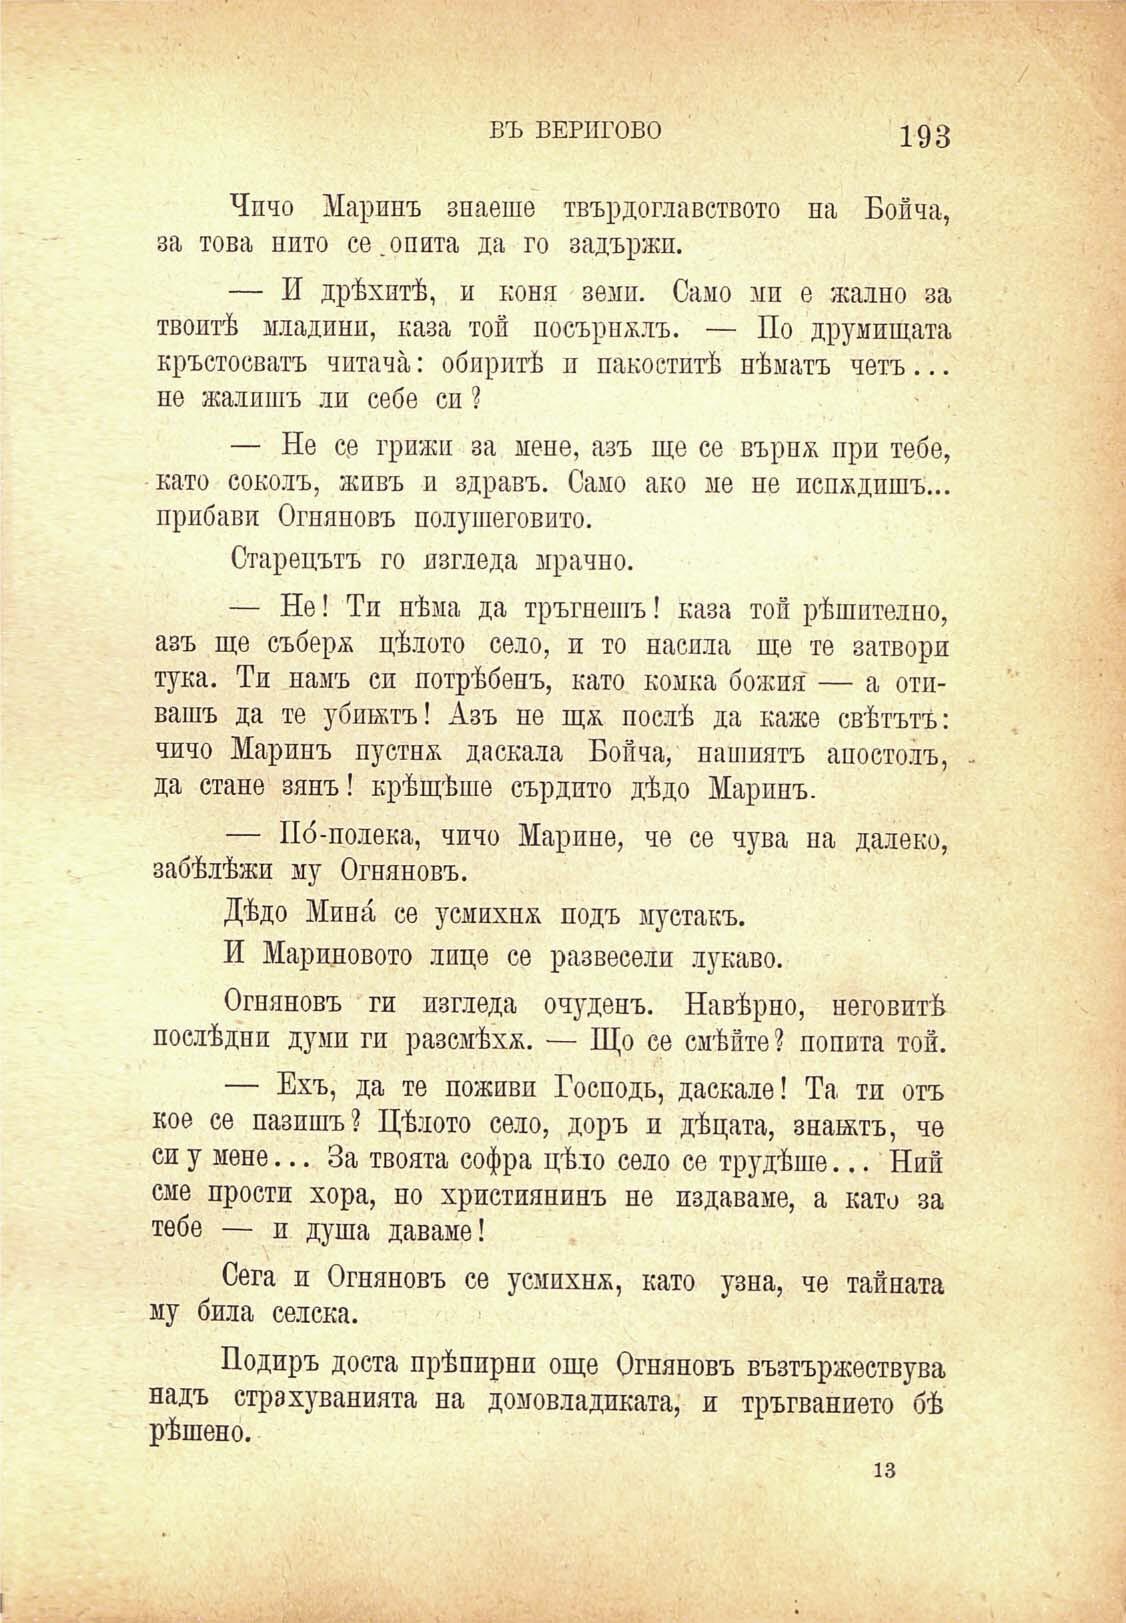 ВЪ ВЕРИГОВО 193
Чичо Маринъ знаеше твърдоглавството на Бойча,
за това нито се опита да го задържи.
— И дрѣхитѣ, и коня земи. Само ми е жално за
твоитѣ младини, каза той посърнѫлъ. — По друмищата
кръстосватъ читача̀: обиритѣ и пакоститѣ нѣматъ четъ...
не жалишъ ли себе си?
— Не се грижи за мене, азъ ще се върнѫ при тебе,
като соколъ, живъ и здравъ. Само ако ме не испѫдишъ...
прибави Огняновъ полушеговито.
Старецътъ го изгледа мрачно.
— Не! Ти нѣма да тръгнешъ! каза той рѣшително,
азъ ще съберѫ цѣлото село, и то насила ще те затвори
тука. Ти намъ си потрѣбенъ, като комка божия — а оти-
вашъ да те убиѭтъ! Азъ не щѫ послѣ да каже свѣтътъ:
чичо Маринъ пустнѫ даскала Бойча, нашиятъ апостолъ,
да стане зянъ! крѣщѣше сърдито дѣдо Маринъ.
— По́-полека, чичо Марине, че се чува на далеко,
забѣлѣжи му Огняновъ.
Дѣдо Мина́ се усмихнѫ подъ мустакъ.
И Мариновото лице се развесели лукаво.
Огняновъ ги изгледа очуденъ. Навѣрно, неговитѣ
послѣдни думи ги разсмѣхѫ. — Що се смѣйте? попита той.
— Ехъ, да те поживи Господь, даскале! Та ти отъ
кое се пазишъ? Цѣлото село, доръ и дѣцата, знаѭтъ, че
си у мене... За твоята софра цѣло село се трудѣше... Ний
сме прости хора, но християнинъ не издаваме, а като за
тебе — и душа даваме!
Сега и Огняновъ се усмихнѫ, като узна, че тайната
му била селска.
Подиръ доста прѣпирни още Огняновъ възтържествува
надъ страхуванията на домовладиката, и тръгванието бѣ
рѣшено.
13